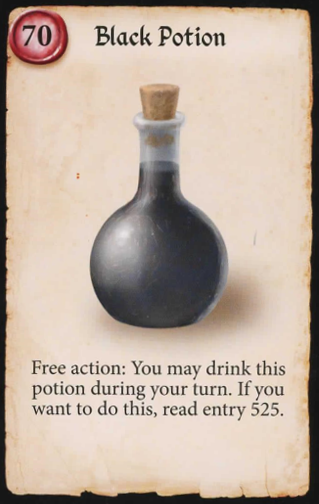 70
Black Potion
Free action: You may drink this
potion during your turn. If you
want to do this, read entry 525.